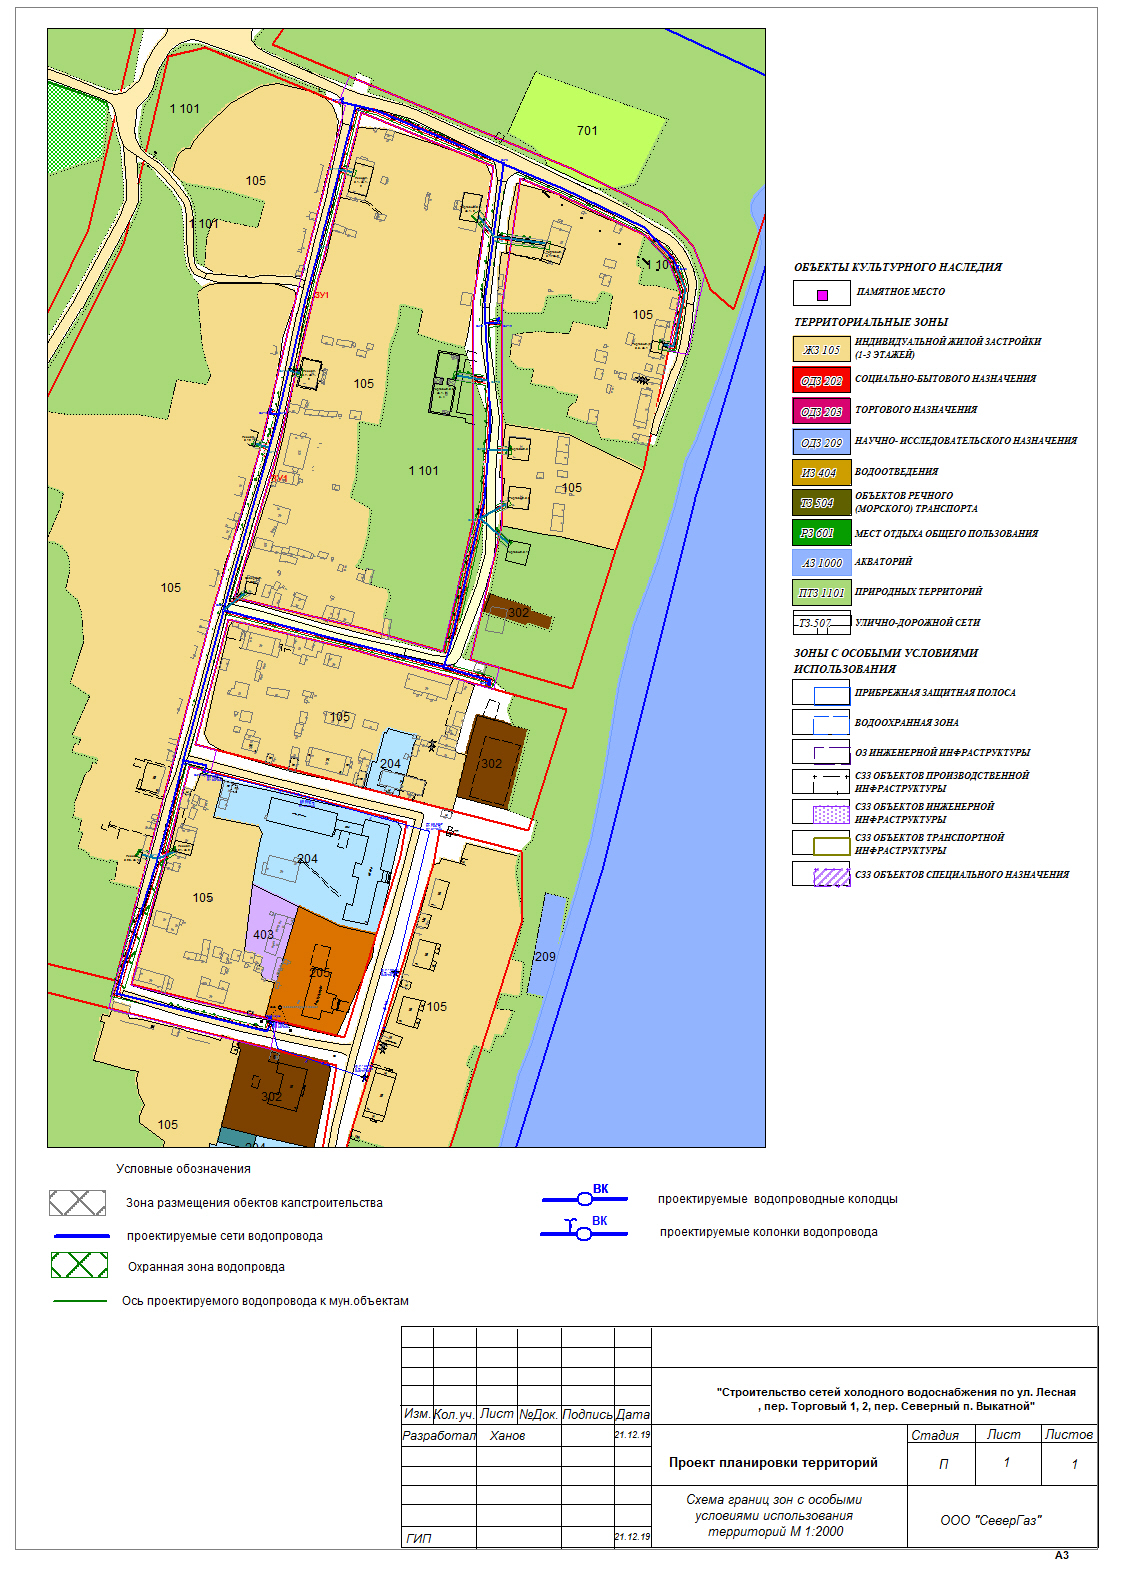 1 101
701
105
1 101
ЗУ1
105
105
1 101
105
105
302
105
204
302
204
105
403
205
209
105
302
105
204
ОБЪЕКТЫ КУЛЬТУРНОГО НАСЛЕДИЯ
ПАМЯТНОЕ МЕСТО
ТЕРРИТОРИАЛЬНЫЕ ЗОНЫ
ЖЗ 105 ИНДИВИДУАЛЬНОЙ ЖИЛОЙ ЗАСТРОЙКИ
(1-3 ЭТАЖЕЙ)
ОДЗ 202 СОЦИАЛЬНО-БЫТОВОГО НАЗНАЧЕНИЯ
ОДЗ 203 ТОРГОВОГО НАЗНАЧЕНИЯ
ОДЗ 209 НАУЧНО- ИССЛЕДОВАТЕЛЬСКОГО НАЗНАЧЕНИЯ
ИЗ 404 ВОДООТВЕДЕНИЯ
ТЗ 504 ОБЪЕКТОВ РЕЧНОГО
(МОРСКОГО) ТРАНСПОРТА
РЗ 601 МЕСТ ОТДЫХА ОБЩЕГО ПОЛЬЗОВАНИЯ
АЗ 1000 АКВАТОРИЙ
ПТЗ 1101 ПРИРОДНЫХ ТЕРРИТОРИЙ
ТЗ 507 УЛИЧНО-ДОРОЖНОЙ СЕТИ
ЗОНЫ С ОСОБЫМИ УСЛОВИЯМИ
ИСПОЛЬЗОВАНИЯ
ПРИБРЕЖНАЯ ЗАЩИТНАЯ ПОЛОСА
ВОДООХРАННАЯ ЗОНА
ОЗ ИНЖЕНЕРНОЙ ИНФРАСТРУКТУРЫ
СЗЗ ОБЪЕКТОВ ПРОИЗВОДСТВЕННОЙ
ИНФРАСТРУКТУРЫ
СЗЗ ОБЪЕКТОВ ИНЖЕНЕРНОЙ
ИНФРАСТРУКТУРЫ
СЗЗ ОБЪЕКТОВ ТРАНСПОРТНОЙ
ИНФРАСТРУКТУРЫ
СЗЗ ОБЪЕКТОВ СПЕЦИАЛЬНОГО НАЗНАЧЕНИЯ
Условные обозначения
Зона размещения обектов капстроительства
проектируемые сети водопровода
Охранная зона водопровда
Ось проектируемого водопровода к мун.объектам
ВК проектируемые водопроводные колодцы
ВК проектируемые колонки водопровода
"Строительство сетей холодного водоснабжения по ул. Лесная
, пер. Торговый 1, 2, пер. Северный п. Выкатной"
Изм. Кол.уч. Лист №Док. Подпись Дата
Разработал Ханов 21.12.19
Проект планировки территорий
Стадия Лист Листов
П 1 1
Схема границ зон с особыми
условиями использования
территорий М 1:2000
ООО "СеверГаз"
ГИП 21.12.19
А3